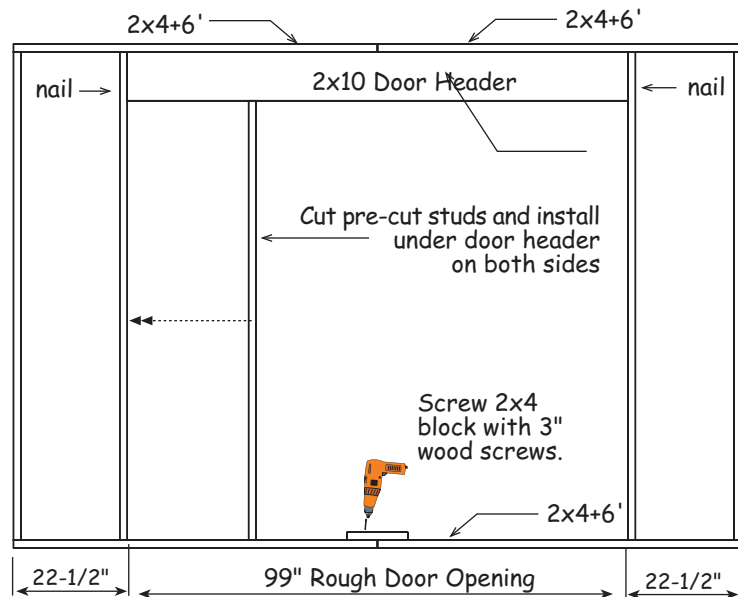 2x4+6'
2x4+6'
nail
2x10 Door Header
nail
Cut pre-cut studs and install
under door header
on both sides
Screw 2x4
block with 3"
wood screws.
2x4+6'
22-1/2"
99" Rough Door Opening
22-1/2"